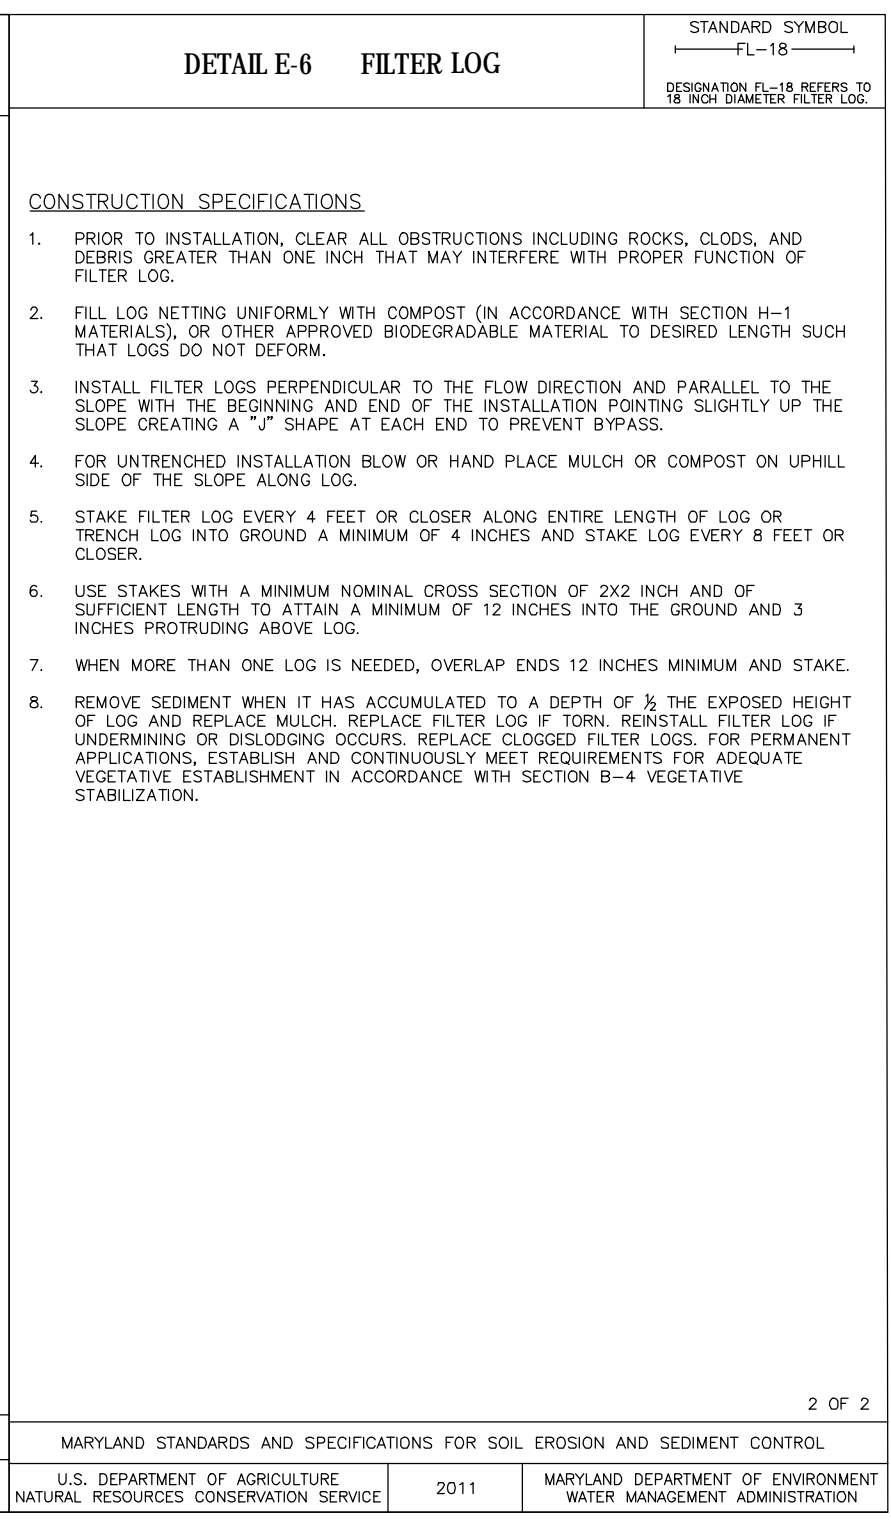 DETAIL E-6 FILTER LOG
STANDARD SYMBOL
FL-18
DESIGNATION FL-18 REFERS TO
18 INCH DIAMETER FILTER LOG.
CONSTRUCTION SPECIFICATIONS
1. PRIOR TO INSTALLATION, CLEAR ALL OBSTRUCTIONS INCLUDING ROCKS, CLODS, AND
DEBRIS GREATER THAN ONE INCH THAT MAY INTERFERE WITH PROPER FUNCTION OF
FILTER LOG.
2. FILL LOG NETTING UNIFORMLY WITH COMPOST (IN ACCORDANCE WITH SECTION H-1
MATERIALS), OR OTHER APPROVED BIODEGRADABLE MATERIAL TO DESIRED LENGTH SUCH
THAT LOGS DO NOT DEFORM.
3. INSTALL FILTER LOGS PERPENDICULAR TO THE FLOW DIRECTION AND PARALLEL TO THE
SLOPE WITH THE BEGINNING AND END OF THE INSTALLATION POINTING SLIGHTLY UP THE
SLOPE CREATING A "J" SHAPE AT EACH END TO PREVENT BYPASS.
4. FOR UNTRENCHED INSTALLATION BLOW OR HAND PLACE MULCH OR COMPOST ON UPHILL
SIDE OF THE SLOPE ALONG LOG.
5. STAKE FILTER LOG EVERY 4 FEET OR CLOSER ALONG ENTIRE LENGTH OF LOG OR
TRENCH LOG INTO GROUND A MINIMUM OF 4 INCHES AND STAKE LOG EVERY 8 FEET OR
CLOSER.
6. USE STAKES WITH A MINIMUM NOMINAL CROSS SECTION OF 2X2 INCH AND OF
SUFFICIENT LENGTH TO ATTAIN A MINIMUM OF 12 INCHES INTO THE GROUND AND 3
INCHES PROTRUDING ABOVE LOG.
7. WHEN MORE THAN ONE LOG IS NEEDED, OVERLAP ENDS 12 INCHES MINIMUM AND STAKE.
8. REMOVE SEDIMENT WHEN IT HAS ACCUMULATED TO A DEPTH OF ½ THE EXPOSED HEIGHT
OF LOG AND REPLACE MULCH. REPLACE FILTER LOG IF TORN. REINSTALL FILTER LOG IF
UNDERMINING OR DISLODGING OCCURS. REPLACE CLOGGED FILTER LOGS. FOR PERMANENT
APPLICATIONS, ESTABLISH AND CONTINUOUSLY MEET REQUIREMENTS FOR ADEQUATE
VEGETATIVE ESTABLISHMENT IN ACCORDANCE WITH SECTION B-4 VEGETATIVE
STABILIZATION.
2 OF 2
MARYLAND STANDARDS AND SPECIFICATIONS FOR SOIL EROSION AND SEDIMENT CONTROL
U.S. DEPARTMENT OF AGRICULTURE
NATURAL RESOURCES CONSERVATION SERVICE
2011
MARYLAND DEPARTMENT OF ENVIRONMENT
WATER MANAGEMENT ADMINISTRATION